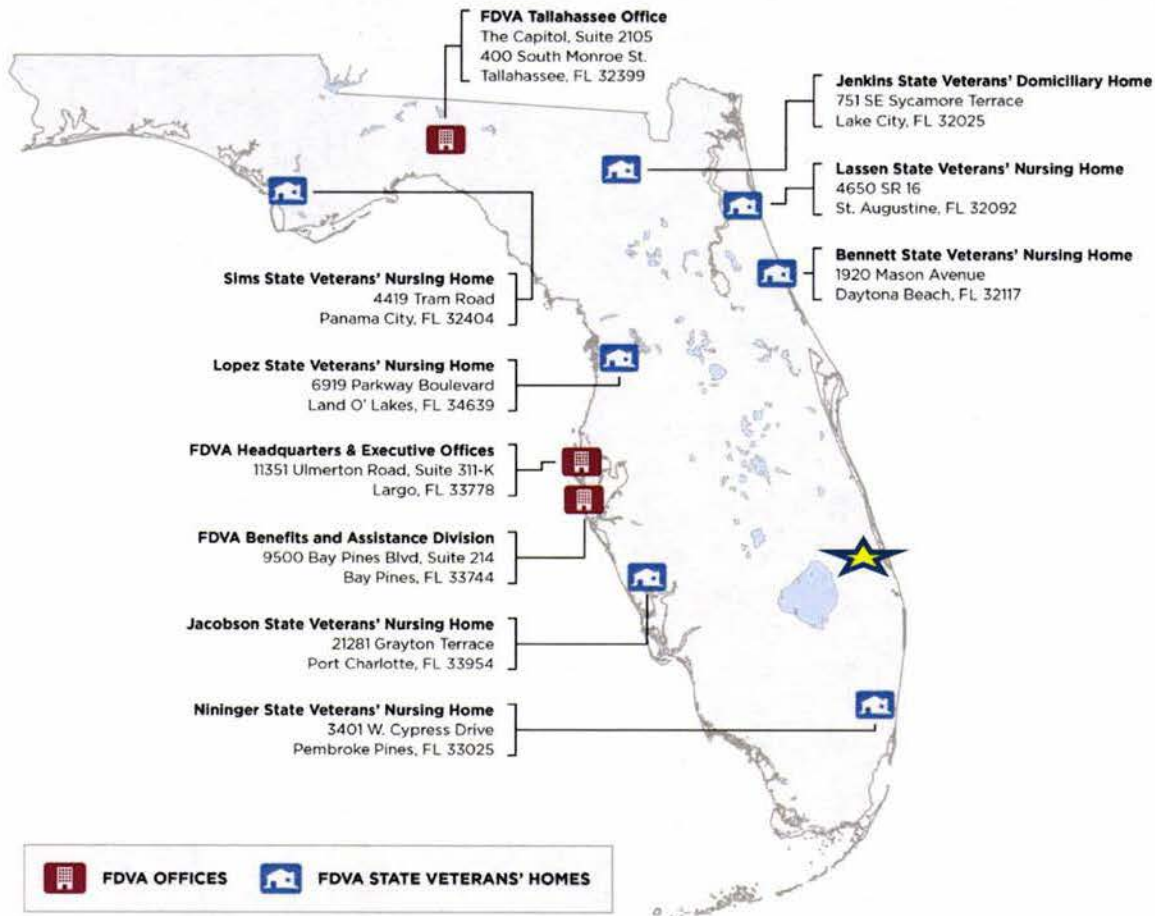 FDVA Tallahassee Office
The Capitol, Suite 2105
400 South Monroe St.
Tallahassee, FL 32399
Jenkins State Veterans' Domiciliary Home
751 SE Sycamore Terrace
Lake City, FL 32025
Lassen State Veterans' Nursing Home
4650 SR 16
St. Augustine, FL 32092
Bennett State Veterans' Nursing Home
1920 Mason Avenue
Daytona Beach, FL 32117
Sims State Veterans' Nursing Home
4419 Tram Road
Panama City, FL 32404
Lopez State Veterans' Nursing Home
6919 Parkway Boulevard
Land O' Lakes, FL 34639
FDVA Headquarters & Executive Offices
11351 Ulmerton Road, Suite 311-K
Largo, FL 33778
FDVA Benefits and Assistance Division
9500 Bay Pines Blvd, Suite 214
Bay Pines, FL 33744
Jacobson State Veterans' Nursing Home
21281 Grayton Terrace
Port Charlotte, FL 33954
Nininger State Veterans' Nursing Home
3401 W. Cypress Drive
Pembroke Pines, FL 33025
FDVA OFFICES
FDVA STATE VETERANS' HOMES